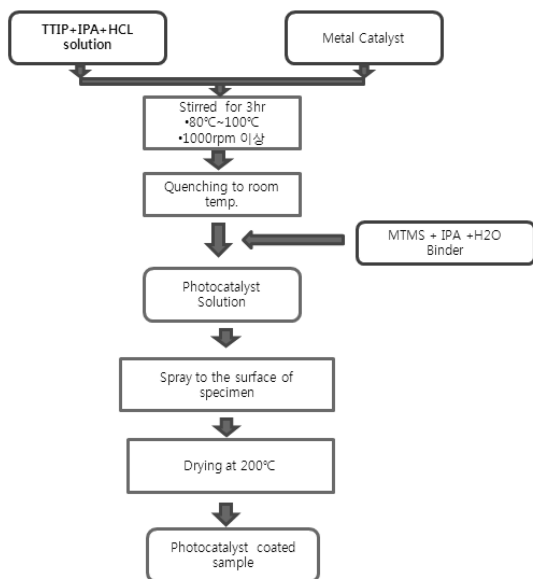 TTIP+IPA+HCL
solution
Metal Catalyst
Stirred for 3hr
•80℃~100℃
•1000rpm 이상
Quenching to room
temp.
MTMS + IPA +H2O
Binder
Photocatalyst
Solution
Spray to the surface of
specimen
Drying at 200℃
Photocatalyst coated
sample